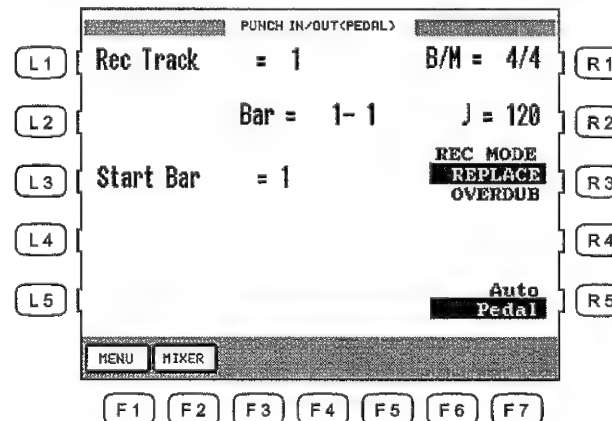 PUNCH IN/OUT<PEDAL>
L1 Rec Track = 1 B/M = 4/4 R1
L2 Bar = 1- 1 ♩ = 120 R2
REC MODE
L3 Start Bar = 1 REPLACE R3
OVERDUB
L4 R4
Auto
L5 Pedal R5
MENU MIXER
F1 F2 F3 F4 F5 F6 F7